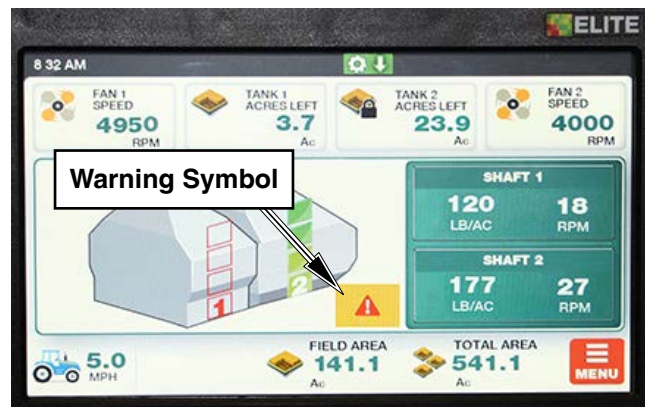 ELITE
8 32 AM
FAN 1
SPEED
4950
RPM
TANK 1
ACRES LEFT
3.7
Ac
TANK 2
ACRES LEFT
23.9
Ac
FAN 2
SPEED
4000
RPM
Warning Symbol
1
2
SHAFT 1
120
LB/AC
18
RPM
SHAFT 2
177
LB/AC
27
RPM
5.0
MPH
FIELD AREA
141.1
Ac
TOTAL AREA
541.1
Ac
MENU